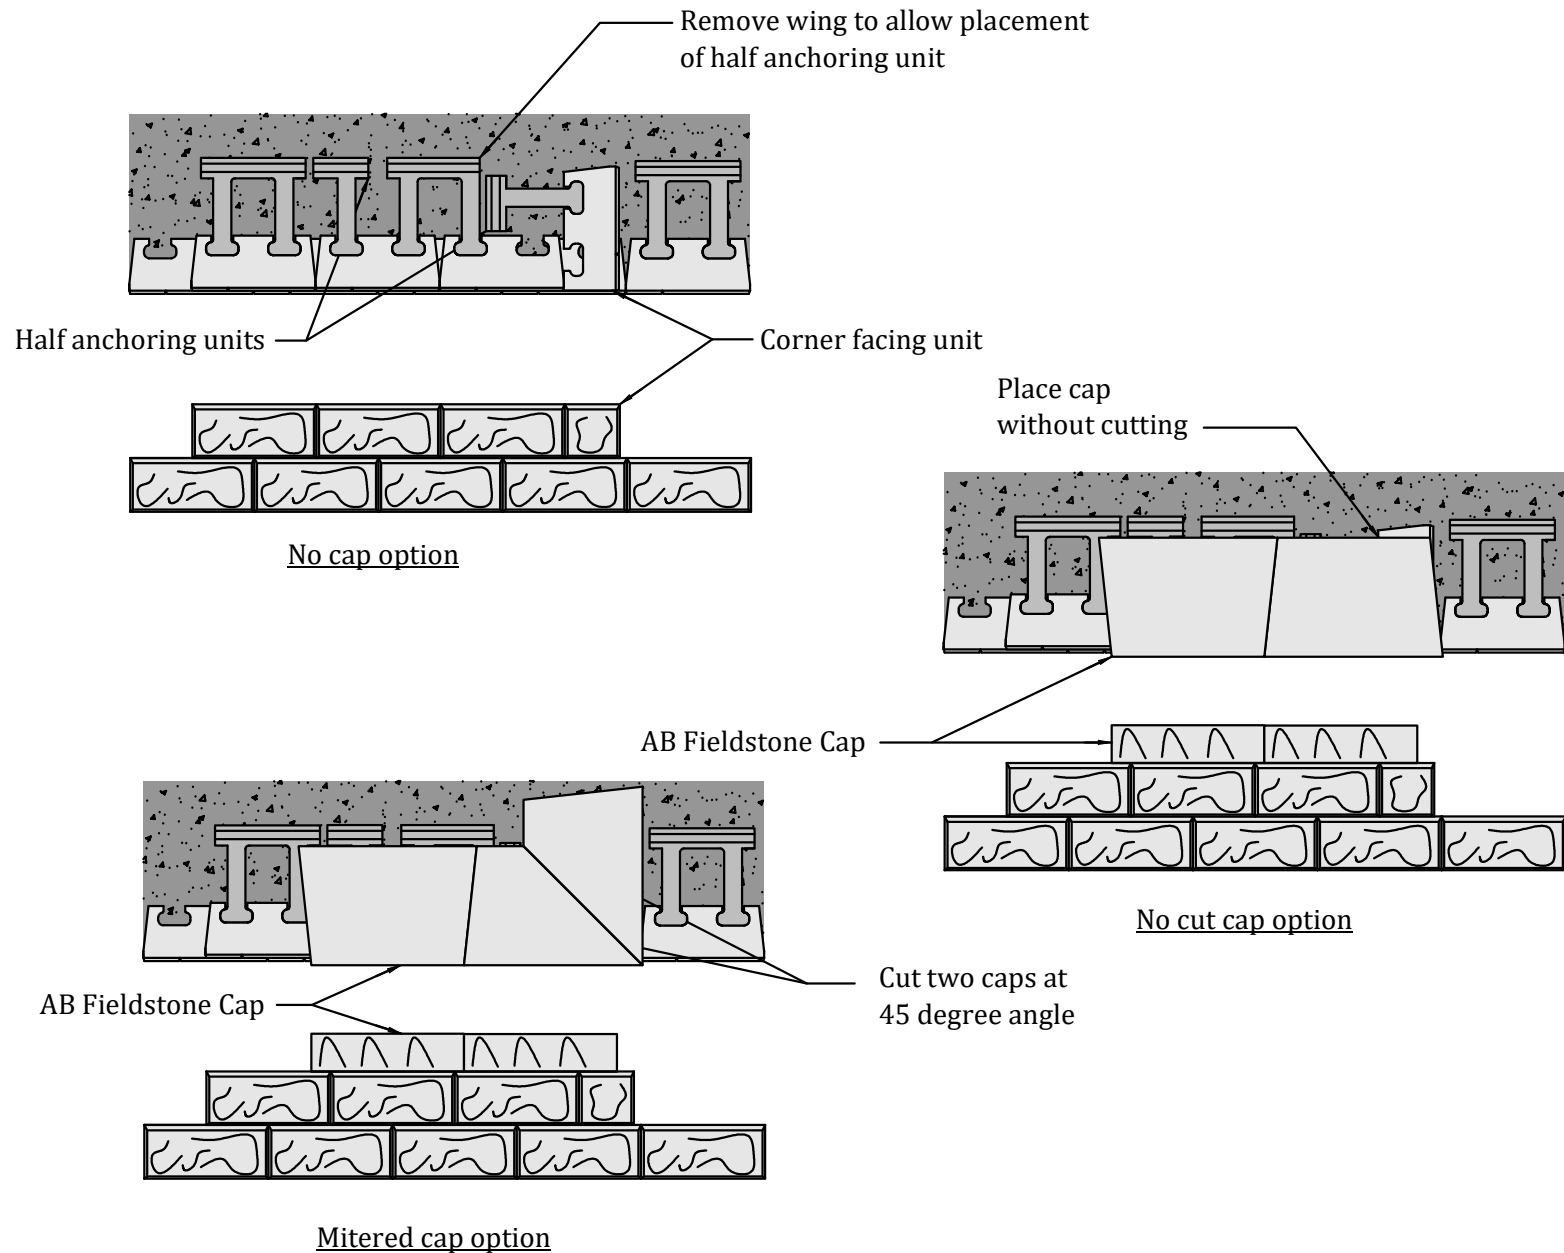 Remove wing to allow placement
of half anchoring unit
Half anchoring units
Corner facing unit
No cap option
Place cap
without cutting
AB Fieldstone Cap
No cut cap option
AB Fieldstone Cap
Cut two caps at
45 degree angle
Mitered cap option